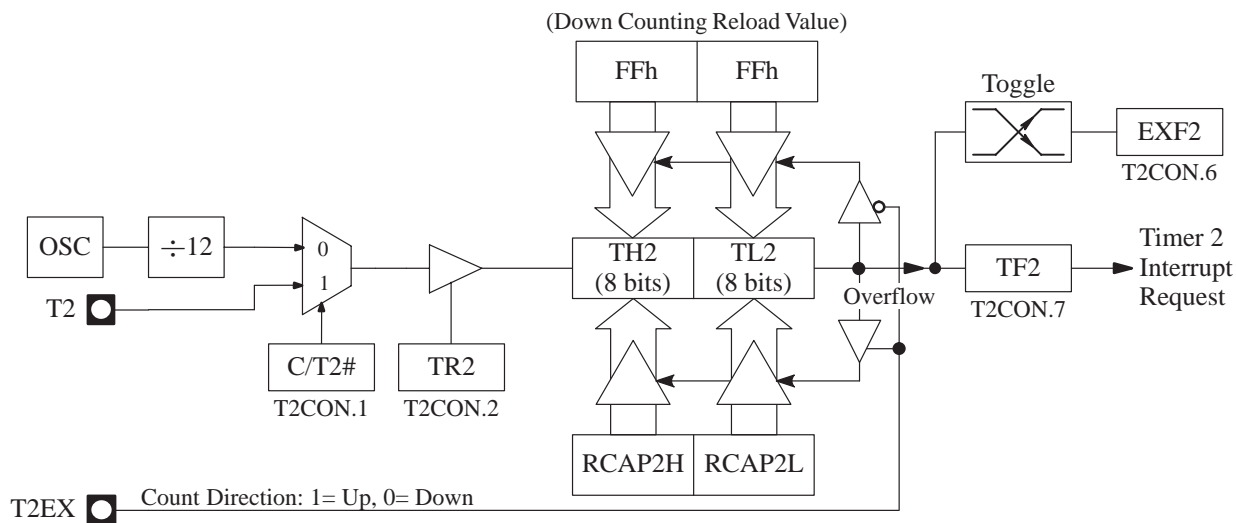 (Down Counting Reload Value)
FFh FFh
Toggle
EXF2
T2CON.6
OSC
÷12
0
1
TH2
(8 bits)
TL2
(8 bits)
Overflow
TF2
T2CON.7
Timer 2
Interrupt
Request
T2
C/T2#
T2CON.1
TR2
T2CON.2
RCAP2H RCAP2L
T2EX
Count Direction: 1= Up, 0= Down